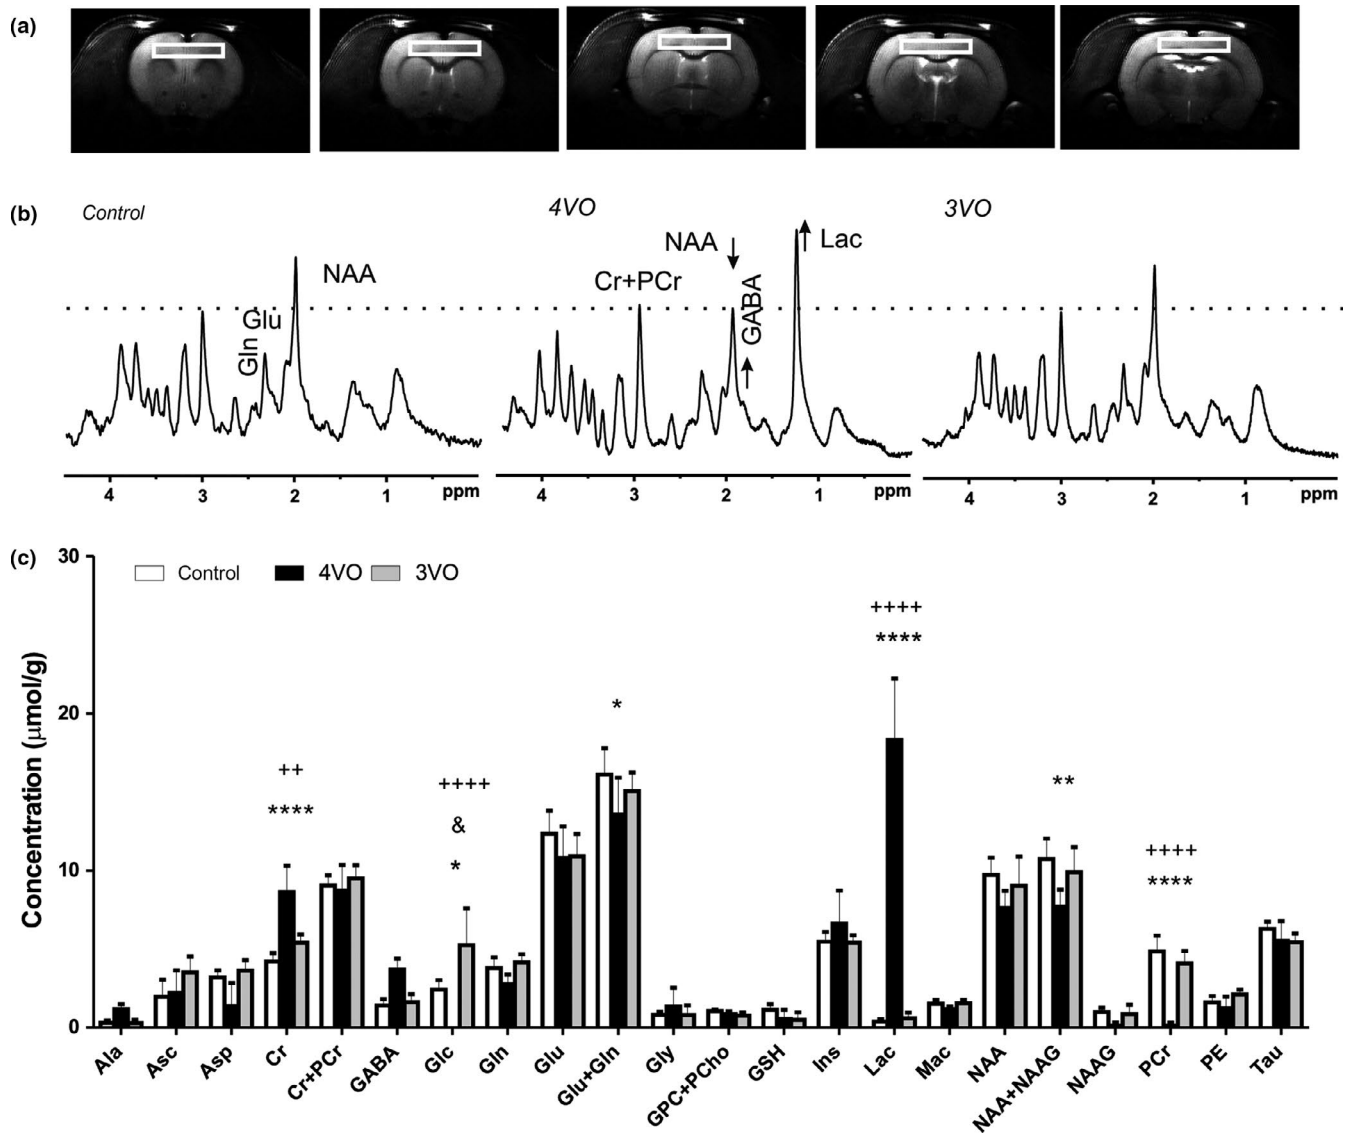 (a)
(b)
Control
4VO
3VO
NAA
Glu
Gln
Cr+PCr
NAA
GABA
Lac
4 3 2 1 ppm
4 3 2 1 ppm
4 3 2 1 ppm
(c)
Control 4VO 3VO
Concentration (µmol/g)
30
20
10
0
++
****
++++
&
*
*
++++
****
**
++++
****
Ala
Asc
Asp
Cr
Cr+PCr
GABA
Glc
Gln
Glu
Glu+Gln
Gly
GPC+PCho
GSH
Ins
Lac
Mac
NAA
NAA+NAAG
NAAG
PCr
PE
Tau